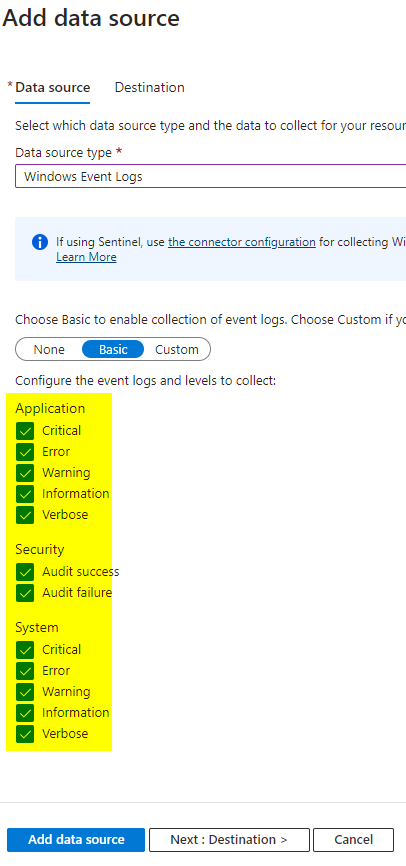 Add data source
* Data source Destination
Select which data source type and the data to collect for your resour
Data source type *
Windows Event Logs
If using Sentinel, use the connector configuration for collecting Wi
Learn More
Choose Basic to enable collection of event logs. Choose Custom if yo
None Basic Custom
Configure the event logs and levels to collect:
Application
Critical
Error
Warning
Information
Verbose
Security
Audit success
Audit failure
System
Critical
Error
Warning
Information
Verbose
Add data source Next : Destination > Cancel